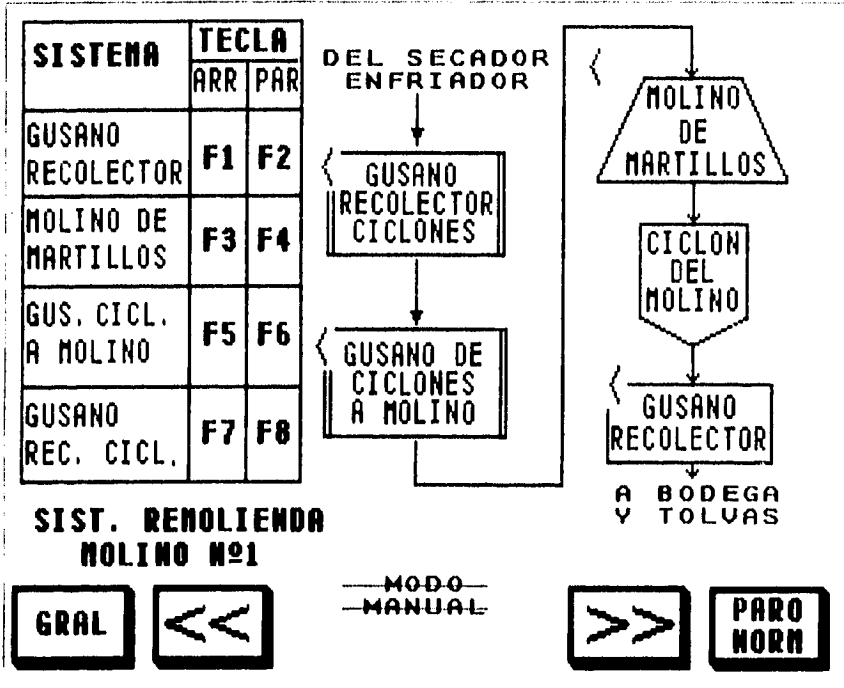 SISTEMA
TECLA
ARR
PAR
GUSANO
RECOLECTOR
F1
F2
MOLINO DE
MARTILLOS
F3
F4
GUS. CICL.
A MOLINO
F5
F6
GUSANO
REC. CICL.
F7
F8
DEL SECADOR
ENFRIADOR
GUSANO
RECOLECTOR
CICLONES
GUSANO DE
CICLONES
A MOLINO
MOLINO
DE
MARTILLOS
CICLON
DEL
MOLINO
GUSANO
RECOLECTOR
A BODEGA
Y TOLVAS
SIST. REMOLIENDA
MOLINO Nº1
MODO
MANUAL
GRAL
<<
>>
PARO
NORM